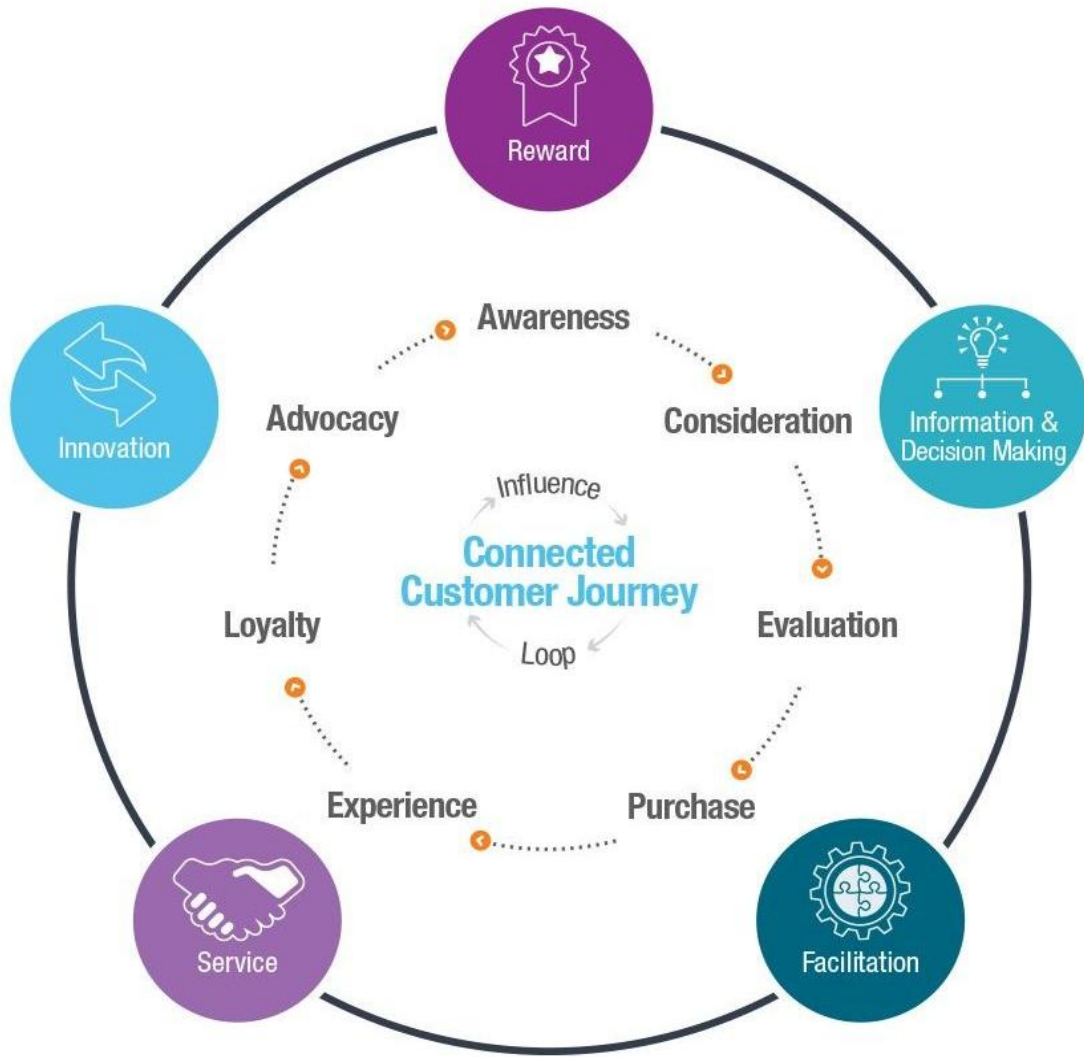 Reward
Awareness
Advocacy
Consideration
Innovation
Information &
Decision Making
Influence
Connected
Customer Journey
Loop
Loyalty
Evaluation
Experience
Purchase
Service
Facilitation